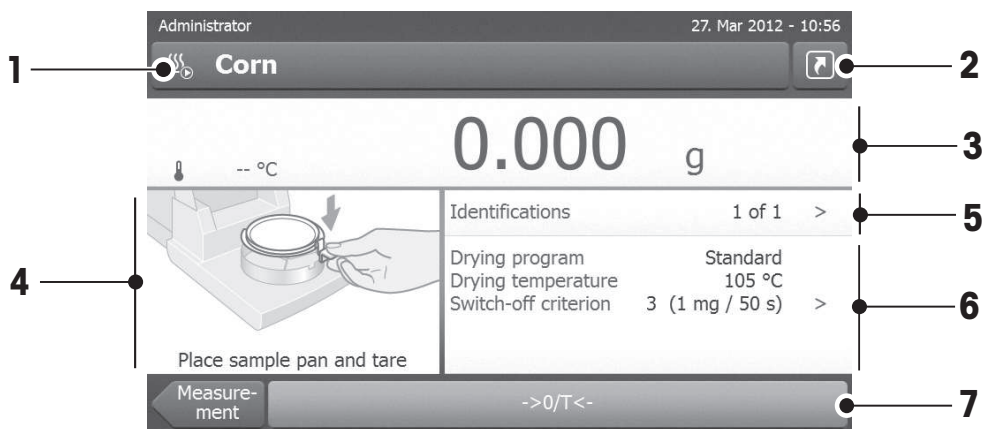 Administrator 27. Mar 2012 - 10:56
1 Corn 2
0.000 g 3
-- °C
Identifications 1 of 1 > 5
Drying program Standard
Drying temperature 105 °C
4 Switch-off criterion 3 (1 mg / 50 s) > 6
Place sample pan and tare
Measure-
ment
->0/T<- 7